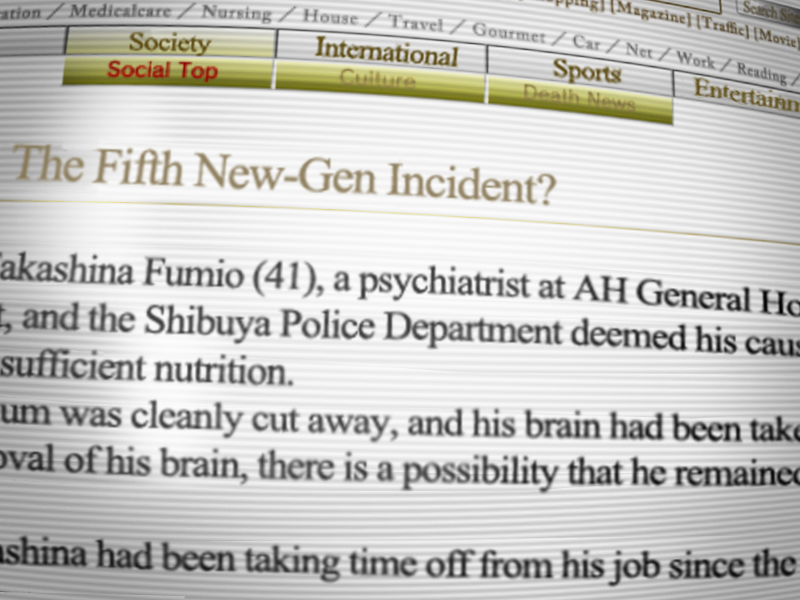 ation / Medicalcare / Nursing / House / Travel / Gourmet / Car / Net / Work / Reading /
pping] [Magazine] [Traffic] [Movie]
Search
Society International Sports Entertainm
Social Top Culture Death News
The Fifth New-Gen Incident?
Takashina Fumio (41), a psychiatrist at AH General Ho
t, and the Shibuya Police Department deemed his caus
sufficient nutrition.
um was cleanly cut away, and his brain had been take
oval of his brain, there is a possibility that he remained
ashina had been taking time off from his job since the